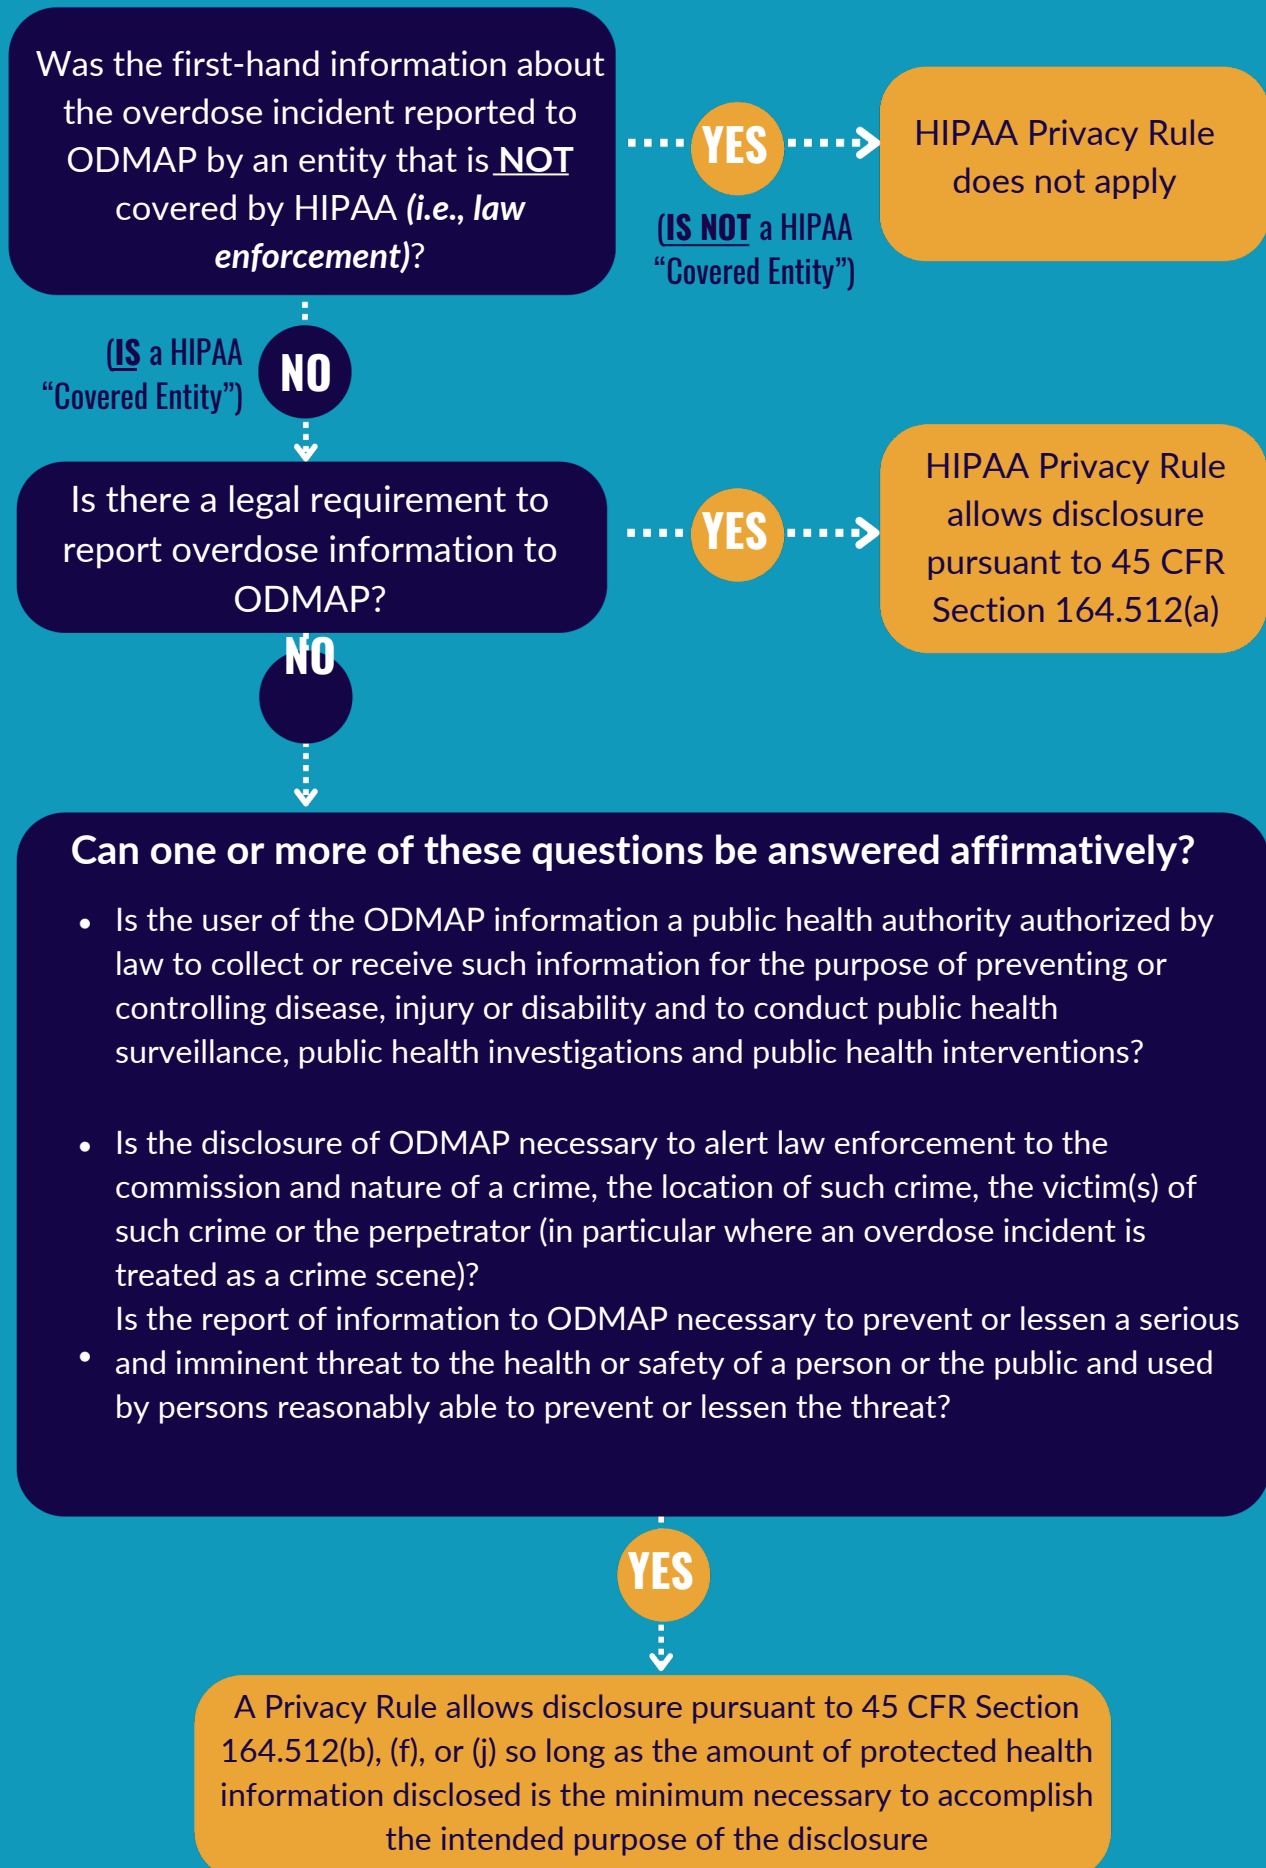 Was the first-hand information about
the overdose incident reported to
ODMAP by an entity that is NOT
covered by HIPAA (i.e., law
enforcement)?
YES
(IS NOT a HIPAA
“Covered Entity”)
HIPAA Privacy Rule
does not apply
(IS a HIPAA
“Covered Entity”)
NO
Is there a legal requirement to
report overdose information to
ODMAP?
YES
HIPAA Privacy Rule
allows disclosure
pursuant to 45 CFR
Section 164.512(a)
NO
Can one or more of these questions be answered affirmatively?
• Is the user of the ODMAP information a public health authority authorized by
law to collect or receive such information for the purpose of preventing or
controlling disease, injury or disability and to conduct public health
surveillance, public health investigations and public health interventions?
• Is the disclosure of ODMAP necessary to alert law enforcement to the
commission and nature of a crime, the location of such crime, the victim(s) of
such crime or the perpetrator (in particular where an overdose incident is
treated as a crime scene)?
Is the report of information to ODMAP necessary to prevent or lessen a serious
• and imminent threat to the health or safety of a person or the public and used
by persons reasonably able to prevent or lessen the threat?
YES
A Privacy Rule allows disclosure pursuant to 45 CFR Section
164.512(b), (f), or (j) so long as the amount of protected health
information disclosed is the minimum necessary to accomplish
the intended purpose of the disclosure